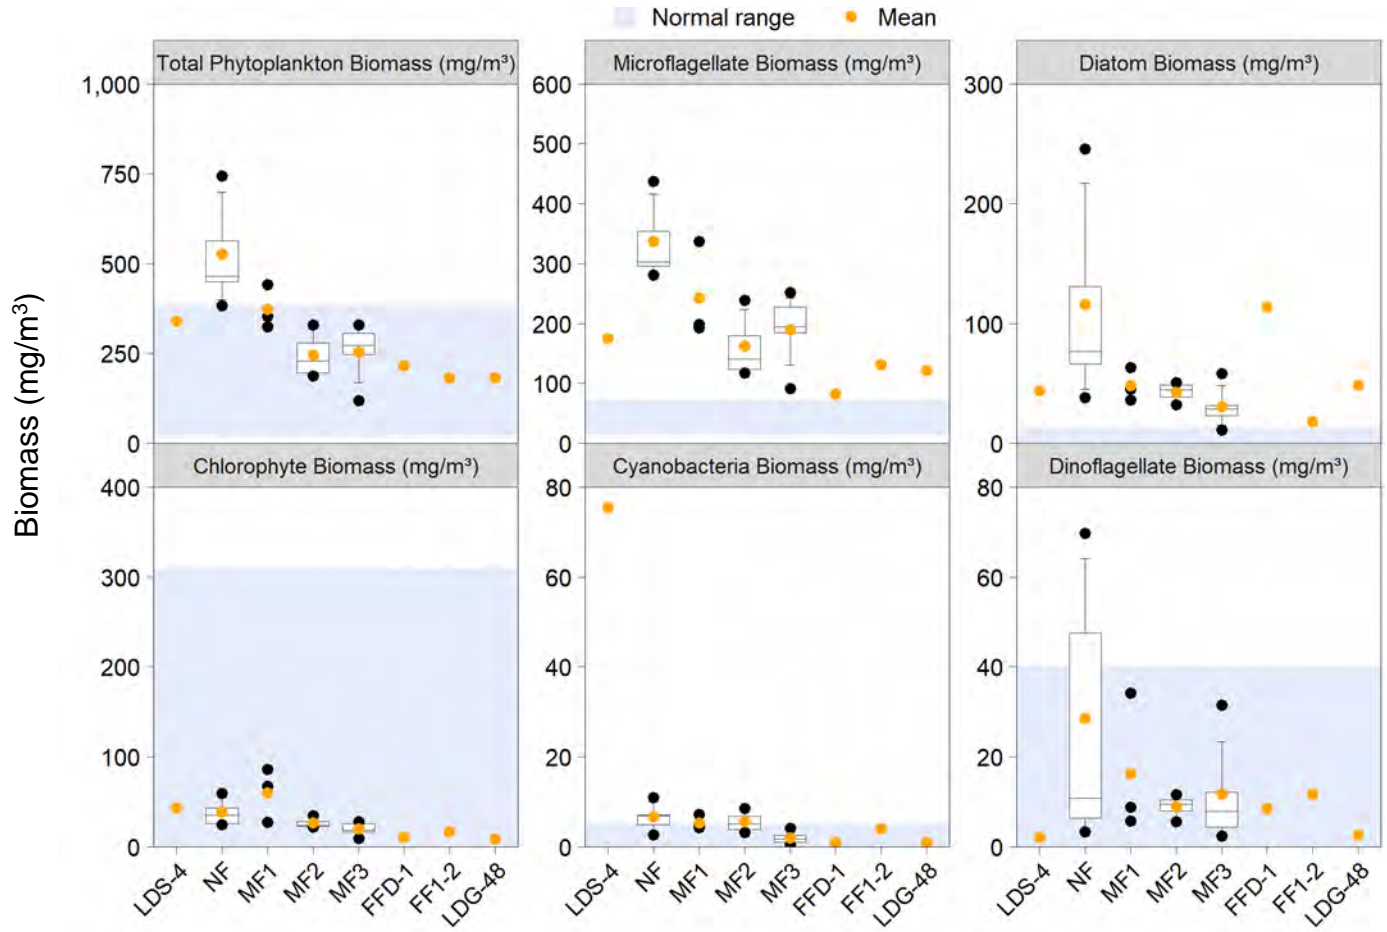 Normal range Mean
Total Phytoplankton Biomass (mg/m³) Microflagellate Biomass (mg/m³) Diatom Biomass (mg/m³)
1,000 600 300
500
750
400 200
500 300
200 100
250
100
0 0 0
Chlorophyte Biomass (mg/m³) Cyanobacteria Biomass (mg/m³) Dinoflagellate Biomass (mg/m³)
400 80 80
300 60 60
200 40 40
100 20 20
0 0 0
LDS-4 NF MF1 MF2 MF3 FFD-1 FF1-2 LDG-48 LDS-4 NF MF1 MF2 MF3 FFD-1 FF1-2 LDG-48 LDS-4 NF MF1 MF2 MF3 FFD-1 FF1-2 LDG-48
Biomass (mg/m³)